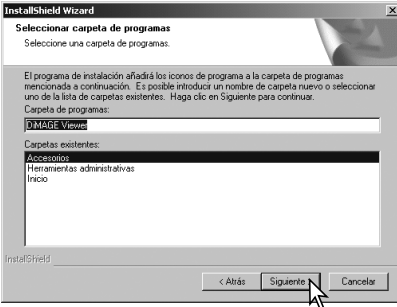 InstallShield Wizard
Seleccionar carpeta de programas
Seleccione una carpeta de programas.
El programa de instalación añadirá los iconos de programa a la carpeta de programas
mencionada a continuación. Es posible introducir un nombre de carpeta nuevo o seleccionar
uno de la lista de carpetas existentes. Haga clic en Siguiente para continuar.
Carpeta de programas:
DiMAGE Viewer
Carpetas existentes:
Accesorios
Herramientas administrativas
Inicio
InstallShield
< Atrás Siguiente > Cancelar